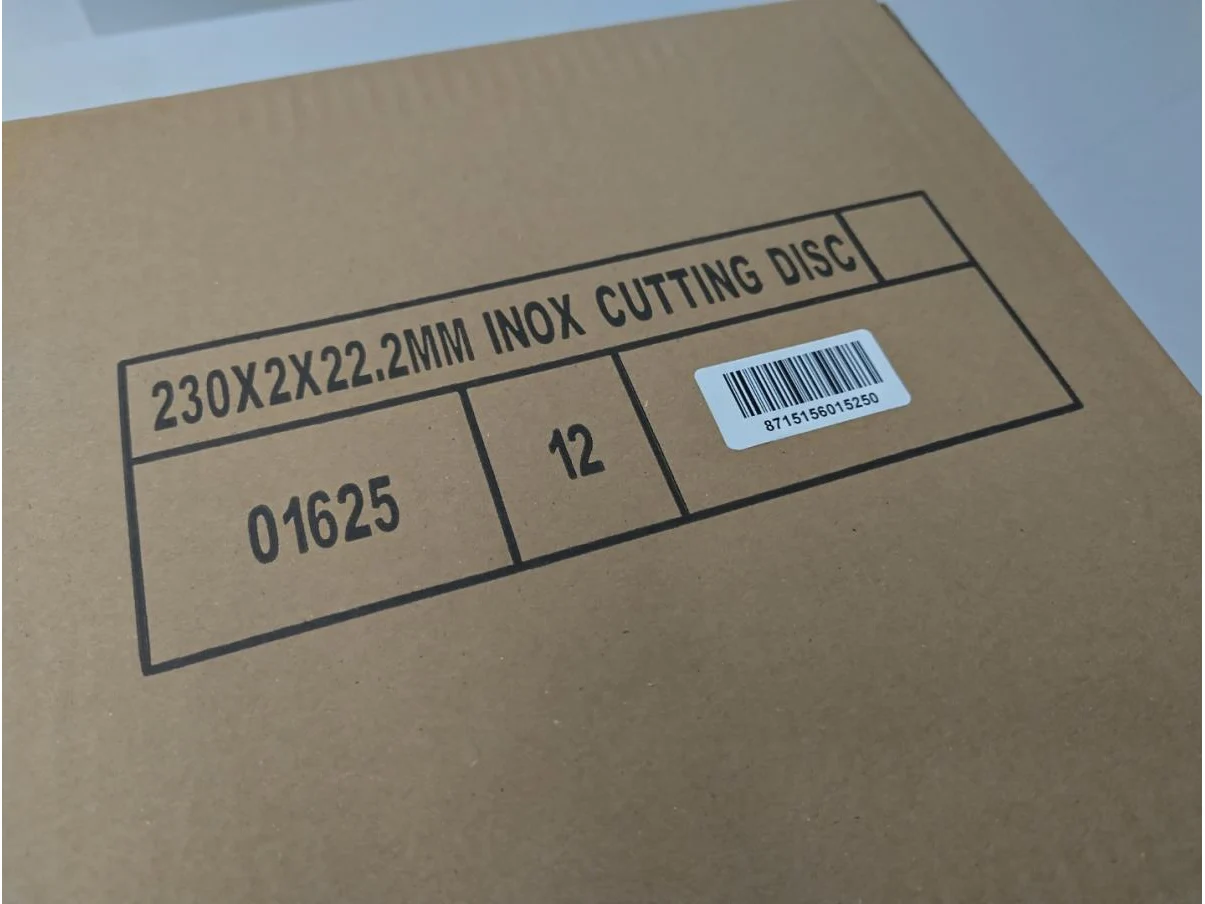 230X2X22.2MM INOX CUTTING DISC
01625
12
8715156015250